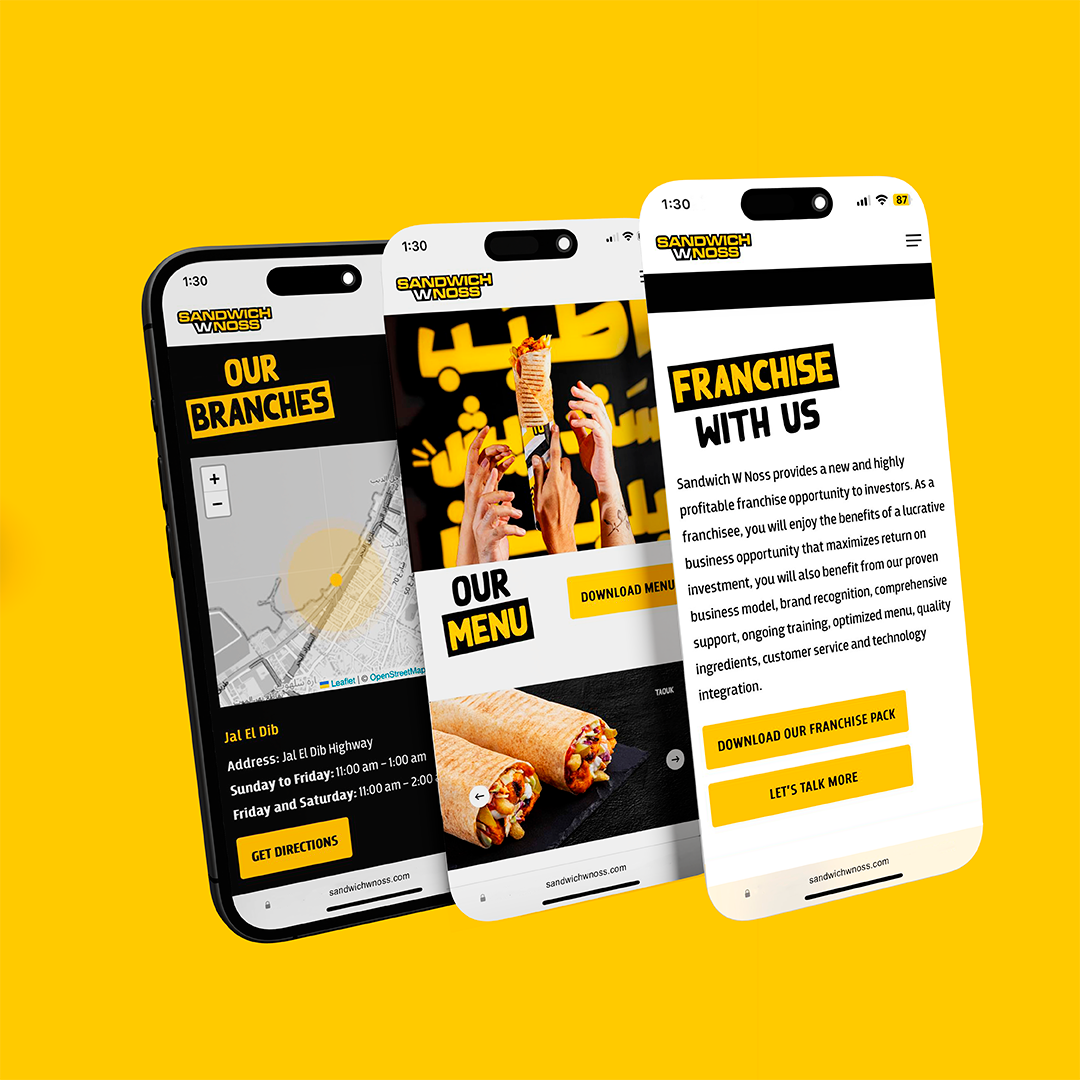 1:30
SANDWICH
W NOSS
OUR
BRANCHES
+
−
Leaflet | © OpenStreetMap
Jal El Dib
Address: Jal El Dib Highway
Sunday to Friday: 11:00 am – 1:00 am
Friday and Saturday: 11:00 am – 2:00
GET DIRECTIONS
sandwichwnoss.com
1:30
SANDWICH
W NOSS
OUR
MENU
DOWNLOAD MENU
TAOUK
sandwichwnoss.com
1:30
87
SANDWICH
W NOSS
FRANCHISE
WITH US
Sandwich W Noss provides a new and highly
profitable franchise opportunity to investors. As a
franchisee, you will enjoy the benefits of a lucrative
business opportunity that maximizes return on
investment, you will also benefit from our proven
business model, brand recognition, comprehensive
support, ongoing training, optimized menu, quality
ingredients, customer service and technology
integration.
DOWNLOAD OUR FRANCHISE PACK
LET'S TALK MORE
sandwichwnoss.com